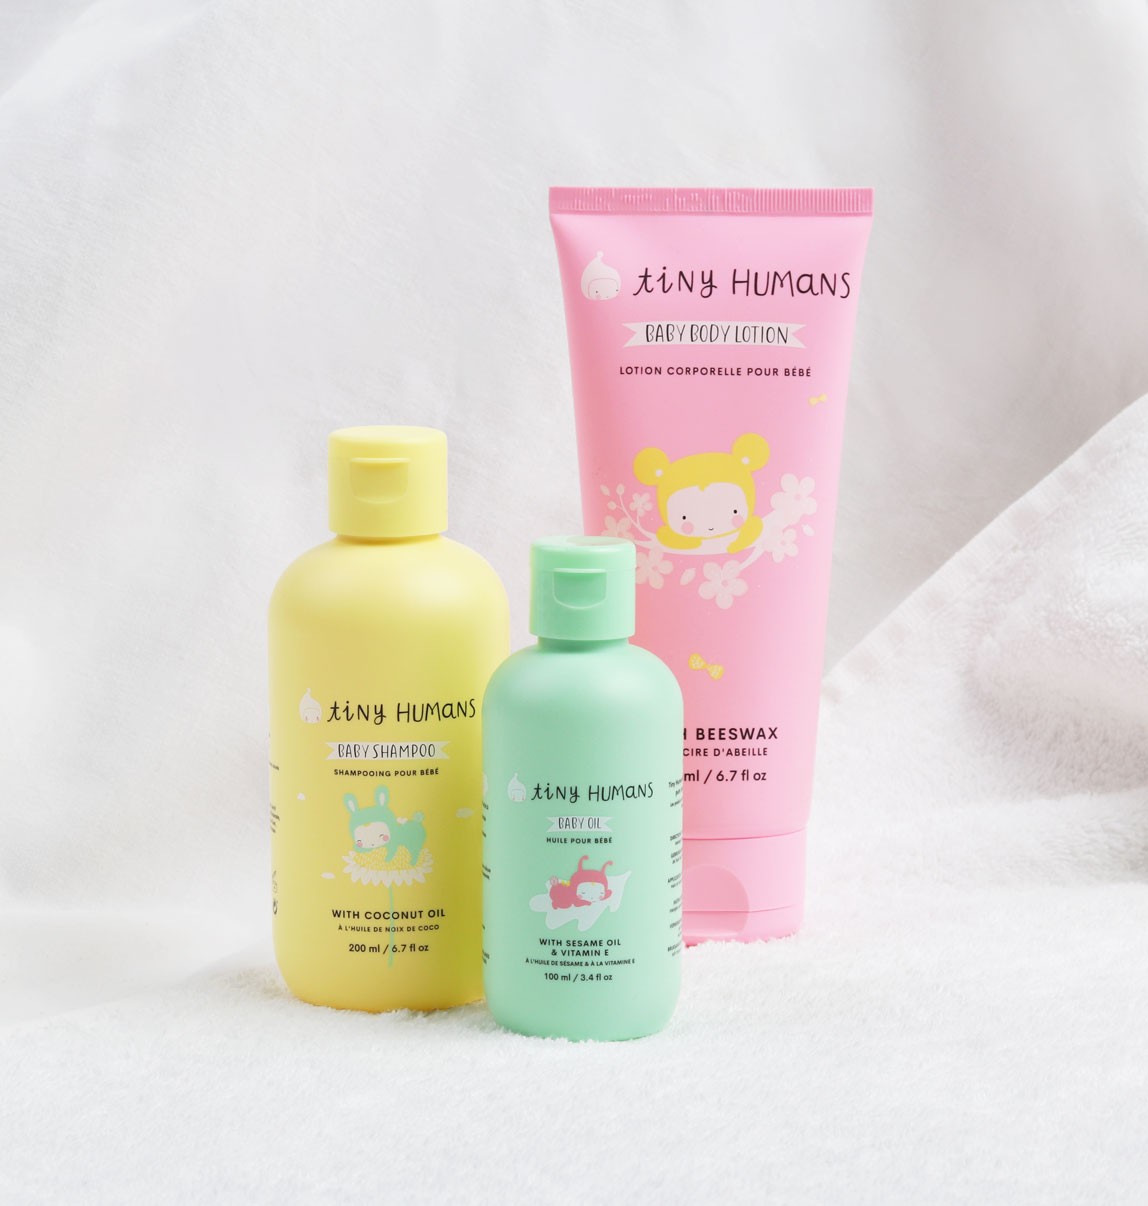 tiny HUMANS
BABY BODY LOTION
LOTION CORPORELLE POUR BÉBÉ
BEESWAX
CIRE D'ABEILLE
ml / 6.7 fl oz
tiny HUMANS
BABY SHAMPOO
SHAMPOOING POUR BÉBÉ
WITH COCONUT OIL
À L'HUILE DE NOIX DE COCO
200 ml / 6.7 fl oz
tiny HUMANS
BABY OIL
HUILE POUR BÉBÉ
WITH SESAME OIL
& VITAMIN E
À L'HUILE DE SÉSAME & À LA VITAMINE E
100 ml / 3.4 fl oz